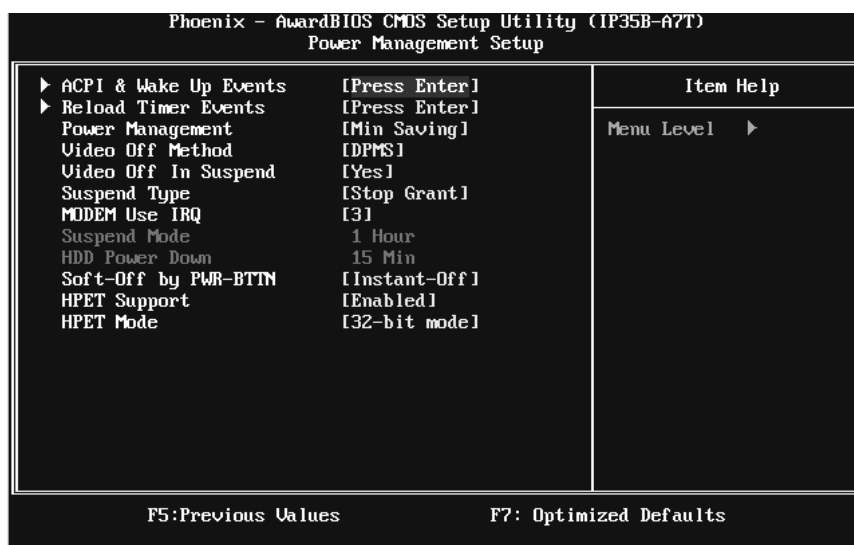 Phoenix - AwardBIOS CMOS Setup Utility (IP35B-A7T)
Power Management Setup
ACPI & Wake Up Events [Press Enter]
Reload Timer Events [Press Enter]
Power Management [Min Saving]
Video Off Method [DPMS]
Video Off In Suspend [Yes]
Suspend Type [Stop Grant]
MODEM Use IRQ [3]
Suspend Mode 1 Hour
HDD Power Down 15 Min
Soft-Off by PWR-BTTN [Instant-Off]
HPET Support [Enabled]
HPET Mode [32-bit mode]
Item Help
Menu Level
F5:Previous Values F7: Optimized Defaults